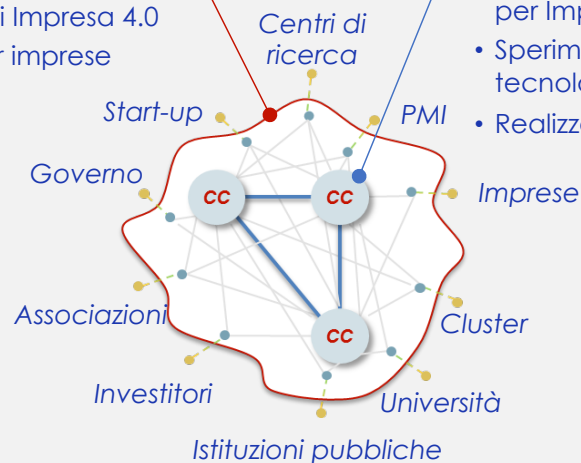 i Impresa 4.0
r imprese
Centri di
ricerca
per Imp
• Sperim
tecnolo
• Realizza
Start-up
PMI
Governo
Imprese
CC
CC
Associazioni
CC
Cluster
Investitori
Università
Istituzioni pubbliche